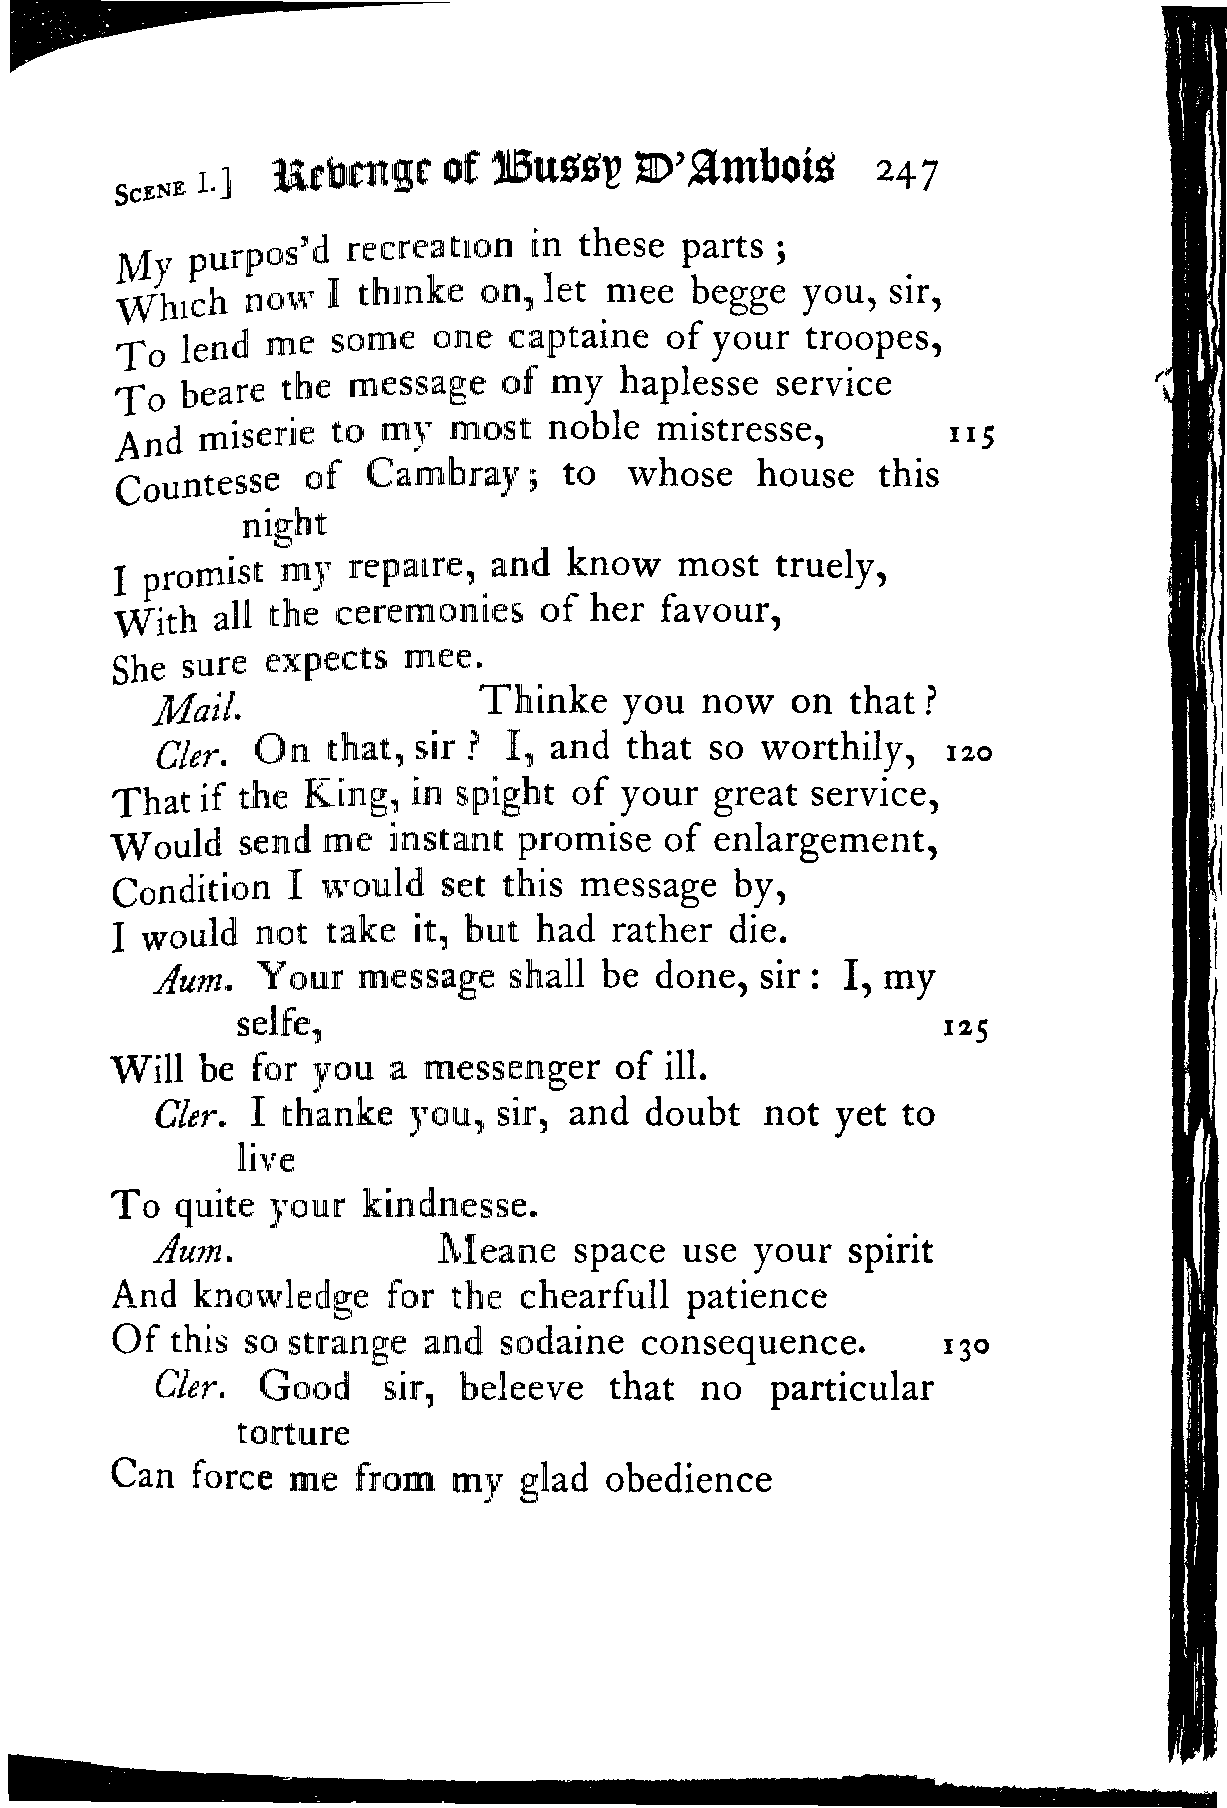 SCENE I.] Revenge of Bussy D'Ambois 247
My purpos'd recreation in these parts ;
Which now I thinke on, let mee begge you, sir,
To lend me some one captaine of your troopes,
To beare the message of my haplesse service
And miserie to my most noble mistresse, 115
Countesse of Cambray ; to whose house this
night
I promist my repaire, and know most truely,
With all the ceremonies of her favour,
She sure expects mee.
Mail. Thinke you now on that ?
Cler. On that, sir ? I, and that so worthily, 120
That if the King, in spight of your great service,
Would send me instant promise of enlargement,
Condition I would set this message by,
I would not take it, but had rather die.
Aum. Your message shall be done, sir : I, my
selfe, 125
Will be for you a messenger of ill.
Cler. I thanke you, sir, and doubt not yet to
live
To quite your kindnesse.
Aum. Meane space use your spirit
And knowledge for the chearfull patience
Of this so strange and sodaine consequence. 130
Cler. Good sir, beleeve that no particular
torture
Can force me from my glad obedience